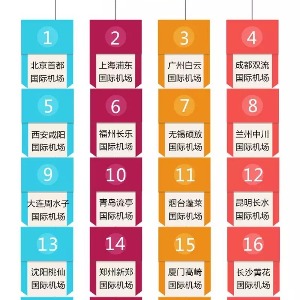 1
北京首都
国际机场
2
上海浦东
国际机场
3
广州白云
国际机场
4
成都双流
国际机场
5
西安咸阳
国际机场
6
福州长乐
国际机场
7
无锡硕放
国际机场
8
兰州中川
国际机场
9
大连周水子
国际机场
10
青岛流亭
国际机场
11
烟台蓬莱
国际机场
12
昆明长水
国际机场
13
沈阳桃仙
国际机场
14
郑州新郑
国际机场
15
厦门高崎
国际机场
16
长沙黄花
国际机场